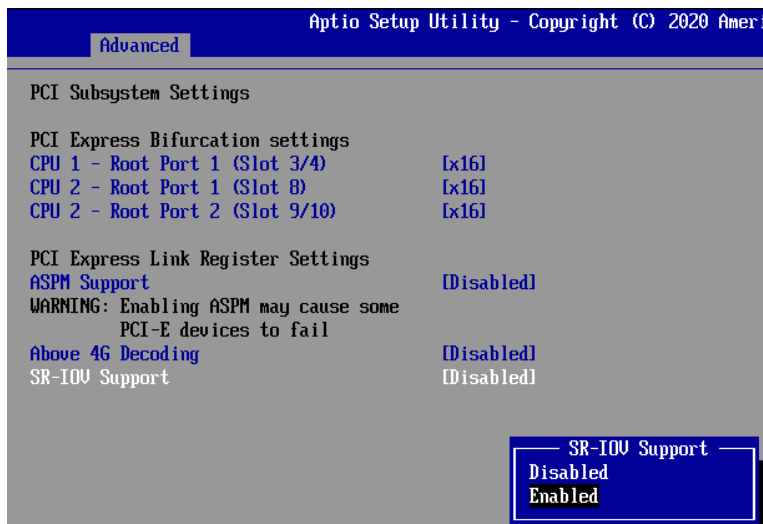 Aptio Setup Utility - Copyright (C) 2020 Ameri
Advanced
PCI Subsystem Settings
PCI Express Bifurcation settings
CPU 1 - Root Port 1 (Slot 3/4) [x16]
CPU 2 - Root Port 1 (Slot 8) [x16]
CPU 2 - Root Port 2 (Slot 9/10) [x16]
PCI Express Link Register Settings
ASPM Support [Disabled]
WARNING: Enabling ASPM may cause some
PCI-E devices to fail
Above 4G Decoding [Disabled]
SR-IOV Support [Disabled]
SR-IOV Support
Disabled
Enabled